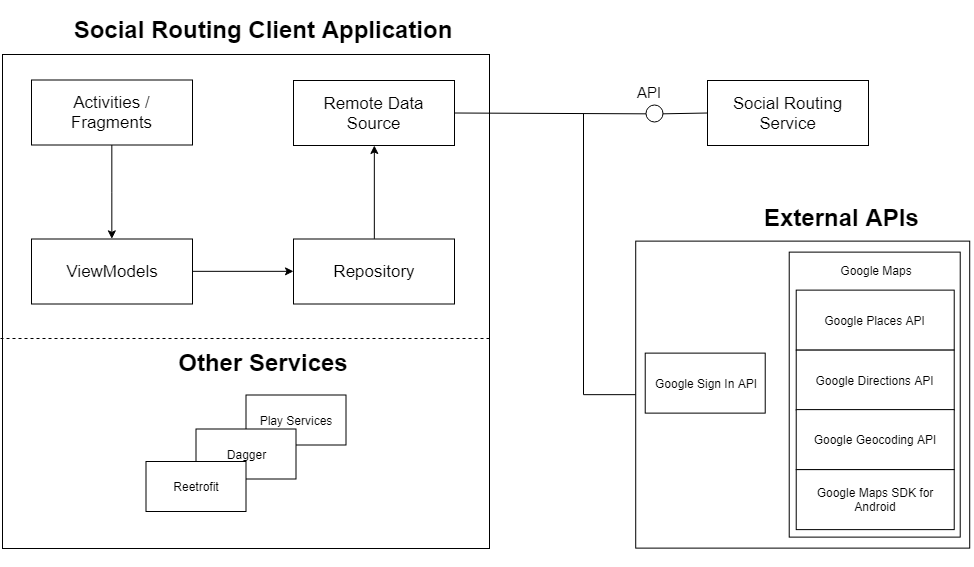 Social Routing Client Application
Activities /
Fragments
Remote Data
Source
API
Social Routing
Service
ViewModels
Repository
External APIs
Google Maps
Google Places API
Google Sign In API
Google Directions API
Google Geocoding API
Google Maps SDK for
Android
Other Services
Play Services
Dagger
Reetrofit